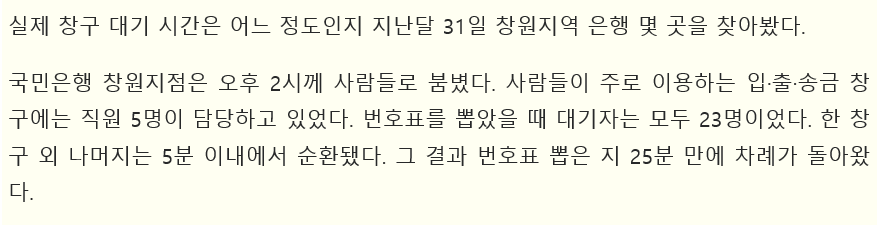 실제 창구 대기 시간은 어느 정도인지 지난달 31일 창원지역 은행 몇 곳을 찾아봤다.
국민은행 창원지점은 오후 2시께 사람들로 붐볐다. 사람들이 주로 이용하는 입·출·송금 창
구에는 직원 5명이 담당하고 있었다. 번호표를 뽑았을 때 대기자는 모두 23명이었다. 한 창
구 외 나머지는 5분 이내에서 순환됐다. 그 결과 번호표 뽑은 지 25분 만에 차례가 돌아왔
다.